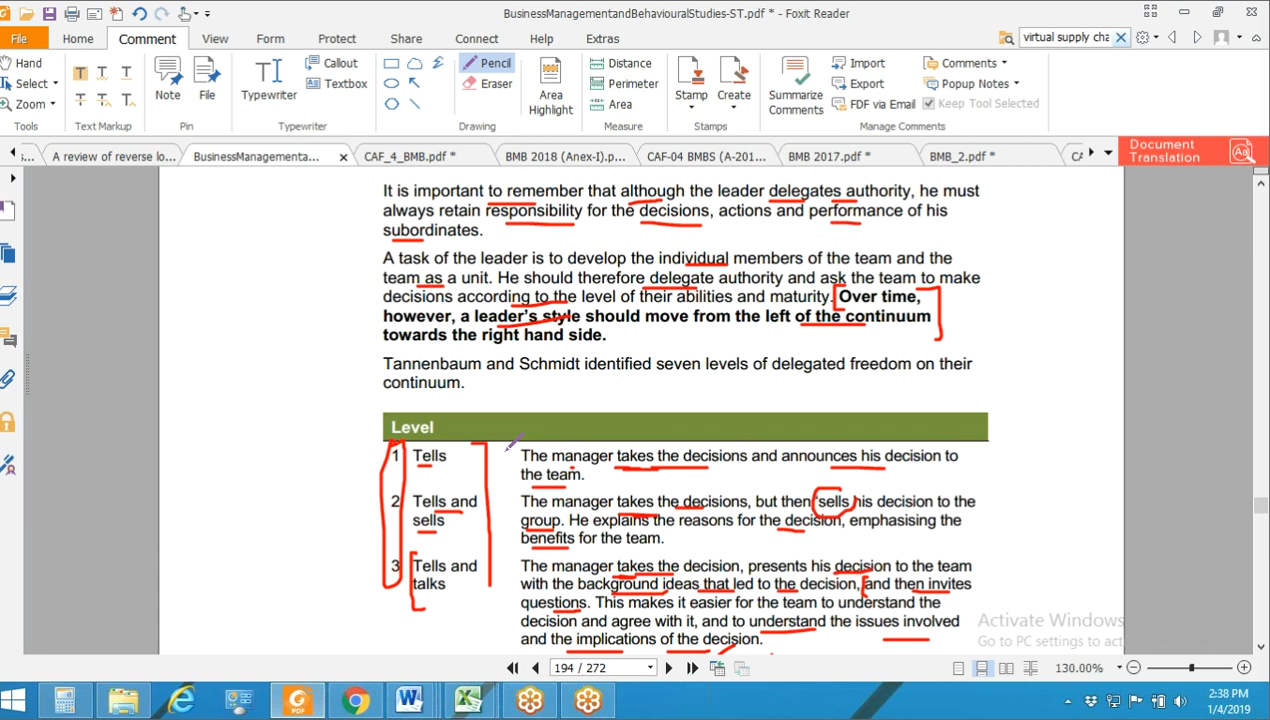 BusinessManagementandBehaviouralStudies-ST.pdf * - Foxit Reader
File Home Comment View Form Protect Share Connect Help Extras
virtual supply cha
Hand
Select
Zoom
Tools
Text Markup
Note
File
Pin
Typewriter
Callout
Textbox
Typewriter
Pencil
Eraser
Drawing
Area
Highlight
Distance
Perimeter
Area
Measure
Stamp
Create
Stamps
Summarize
Comments
Import
Export
FDF via Email
Comments
Popup Notes
Keep Tool Selected
Manage Comments
A review of reverse lo... BusinessManagementa... CAF_4_BMB.pdf * BMB 2018 (Anex-I).p... CAF-04 BMBS (A-201... BMB 2017.pdf * BMB_2.pdf * CA
Document
Translation
It is important to remember that although the leader delegates authority, he must
always retain responsibility for the decisions, actions and performance of his
subordinates.
A task of the leader is to develop the individual members of the team and the
team as a unit. He should therefore delegate authority and ask the team to make
decisions according to the level of their abilities and maturity. Over time,
however, a leader's style should move from the left of the continuum
towards the right hand side.
Tannenbaum and Schmidt identified seven levels of delegated freedom on their
continuum.
Level
1 Tells The manager takes the decisions and announces his decision to
the team.
2 Tells and The manager takes the decisions, but then 'sells' his decision to the
sells group. He explains the reasons for the decision, emphasising the
benefits for the team.
3 Tells and The manager takes the decision, presents his decision to the team
talks with the background ideas that led to the decision, and then invites
questions. This makes it easier for the team to understand the
decision and agree with it, and to understand the issues involved
and the implications of the decision.
Activate Windows
Go to PC settings to activ
194 / 272
130.00%
2:38 PM
1/4/2019